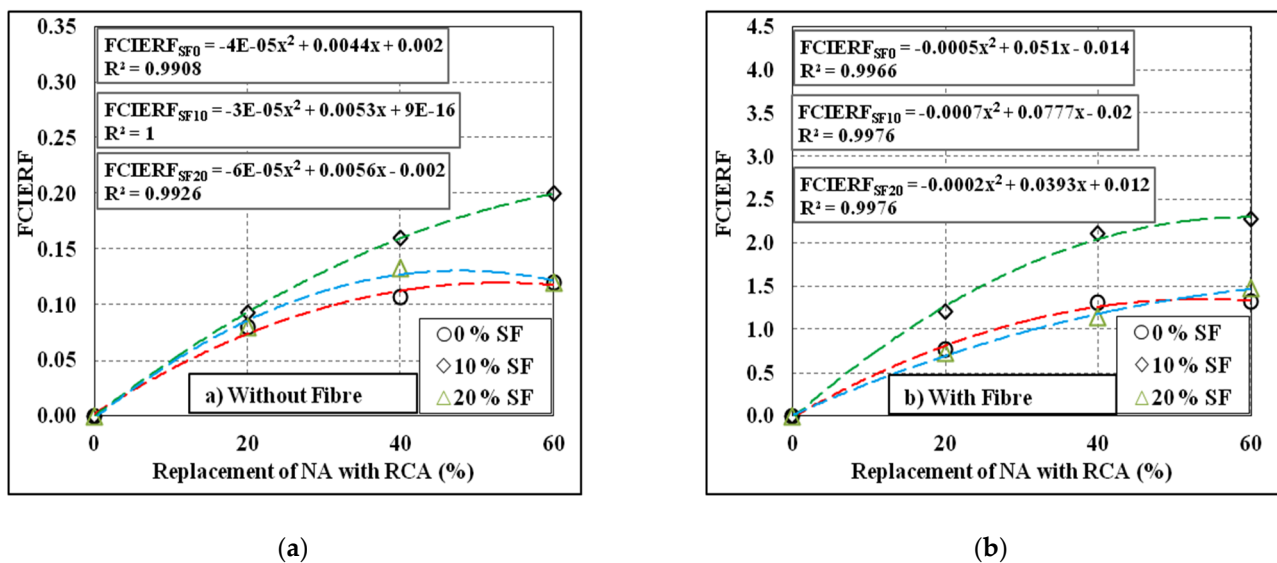 (a)
0.35
0.30
0.25
0.20
0.15
0.10
0.05
0.00
FCIERF
FCIERF_SF0 = -4E-05x² + 0.0044x + 0.002
R² = 0.9908
FCIERF_SF10 = -3E-05x² + 0.0053x + 9E-16
R² = 1
FCIERF_SF20 = -6E-05x² + 0.0056x - 0.002
R² = 0.9926
0 % SF
10 % SF
20 % SF
a) Without Fibre
0
20
40
60
Replacement of NA with RCA (%)
(a)
(b)
4.5
4.0
3.5
3.0
2.5
2.0
1.5
1.0
0.5
0.0
FCIERF
FCIERF_SF0 = -0.0005x² + 0.051x - 0.014
R² = 0.9966
FCIERF_SF10 = -0.0007x² + 0.0777x - 0.02
R² = 0.9976
FCIERF_SF20 = -0.0002x² + 0.0393x + 0.012
R² = 0.9976
0 % SF
10 % SF
20 % SF
b) With Fibre
0
20
40
60
Replacement of NA with RCA (%)
(b)